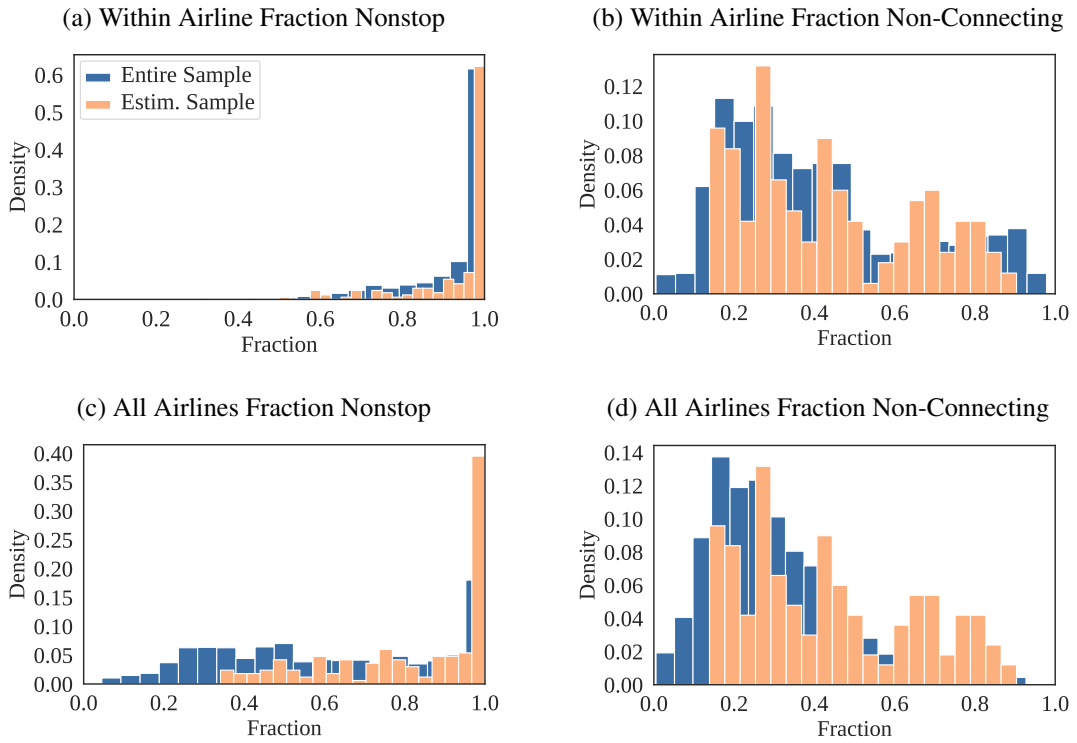 (a) Within Airline Fraction Nonstop
Entire Sample
Estim. Sample
Density
0.6
0.5
0.4
0.3
0.2
0.1
0.0
0.0 0.2 0.4 0.6 0.8 1.0
Fraction
(b) Within Airline Fraction Non-Connecting
Density
0.12
0.10
0.08
0.06
0.04
0.02
0.00
0.0 0.2 0.4 0.6 0.8 1.0
Fraction
(c) All Airlines Fraction Nonstop
Density
0.40
0.35
0.30
0.25
0.20
0.15
0.10
0.05
0.00
0.0 0.2 0.4 0.6 0.8 1.0
Fraction
(d) All Airlines Fraction Non-Connecting
Density
0.14
0.12
0.10
0.08
0.06
0.04
0.02
0.00
0.0 0.2 0.4 0.6 0.8 1.0
Fraction